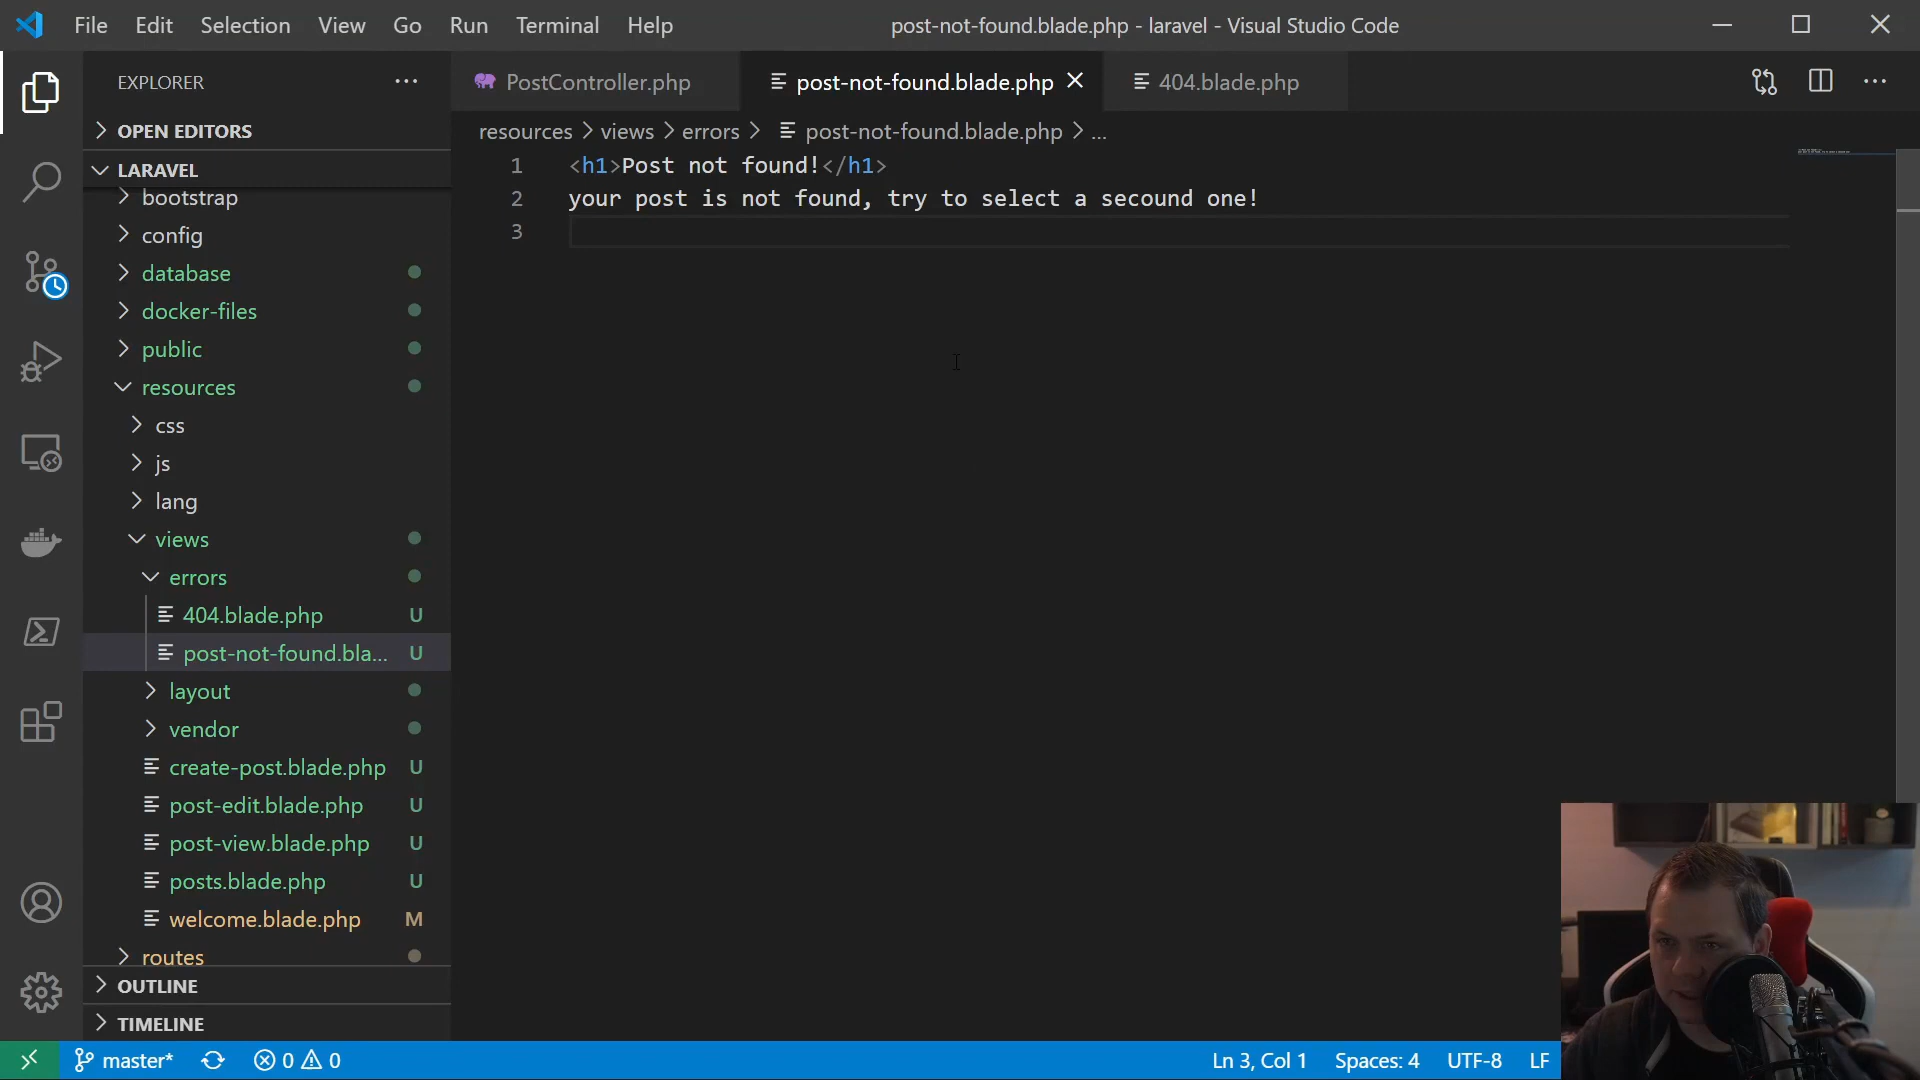 File Edit Selection View Go Run Terminal Help
post-not-found.blade.php - laravel - Visual Studio Code
EXPLORER
PostController.php
post-not-found.blade.php
404.blade.php
OPEN EDITORS
resources > views > errors > post-not-found.blade.php > ...
LARAVEL
1 <h1>Post not found!</h1>
2 your post is not found, try to select a secound one!
3
bootstrap
config
database
docker-files
public
resources
css
js
lang
views
errors
404.blade.php U
post-not-found.bla... U
layout
vendor
create-post.blade.php U
post-edit.blade.php U
post-view.blade.php U
posts.blade.php U
welcome.blade.php M
routes
OUTLINE
TIMELINE
master* 0 0
Ln 3, Col 1 Spaces: 4 UTF-8 LF